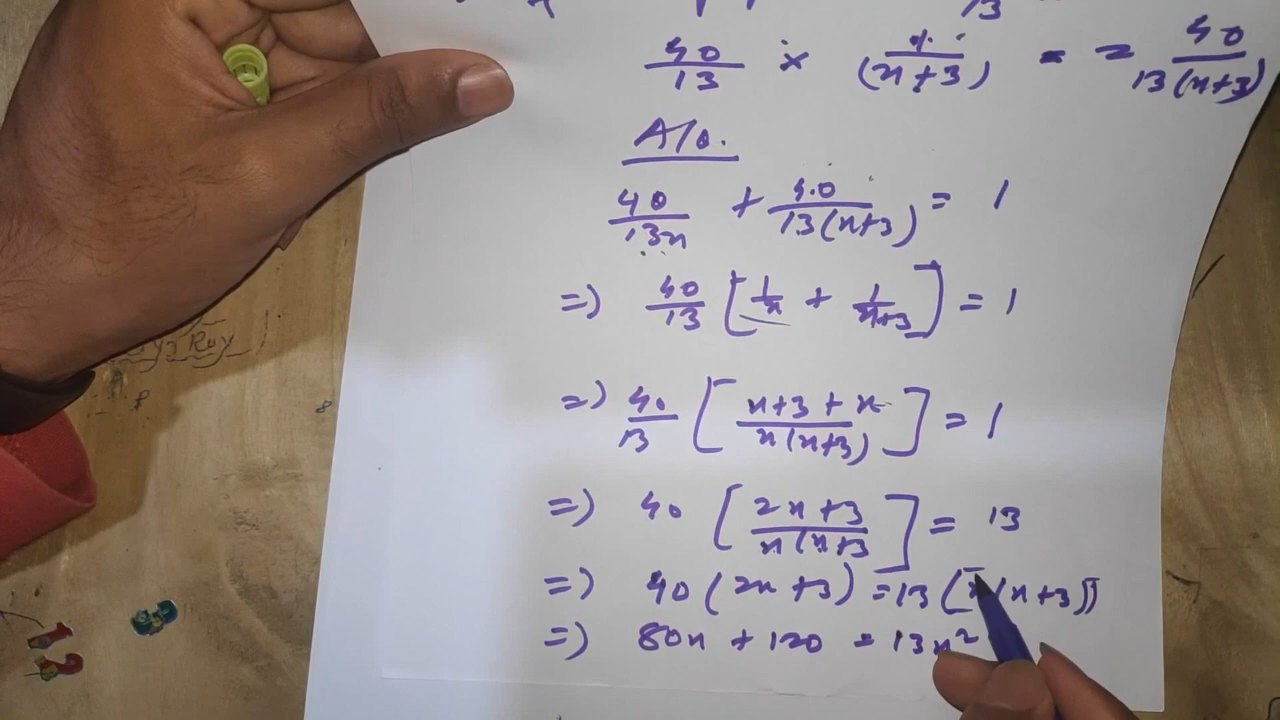 13
40/13 × 1/(x+3) = 40/13(x+3)
A/Q.
40/13x + 40/13(x+3) = 1
=) 40/13 [1/x + 1/x+3] = 1
=) 40/13 [x+3+x/x(x+3)] = 1
=) 40 [2x+3/x(x+3] = 13
=) 40(2x+3) = 13[x(x+3)]
=) 80x + 120 = 13x²